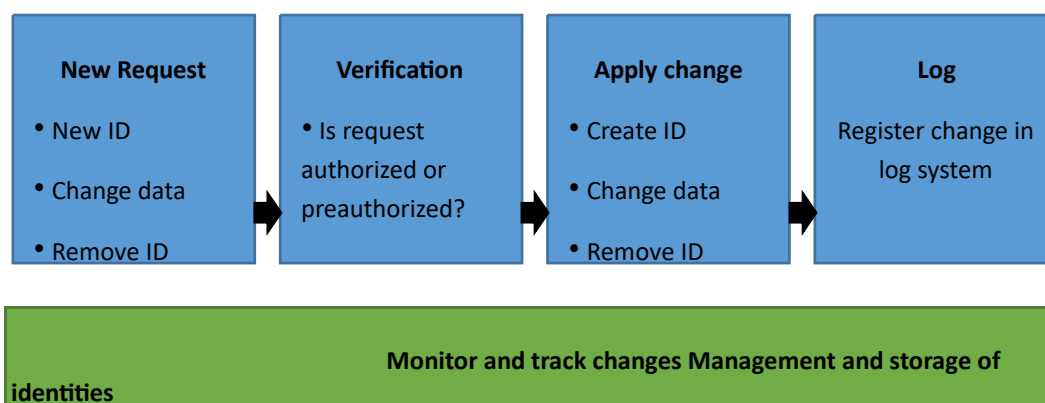 New Request
• New ID
• Change data
• Remove ID
Verification
• Is request
authorized or
preauthorized?
Apply change
• Create ID
• Change data
• Remove ID
Log
Register change in
log system
Monitor and track changes Management and storage of
identities